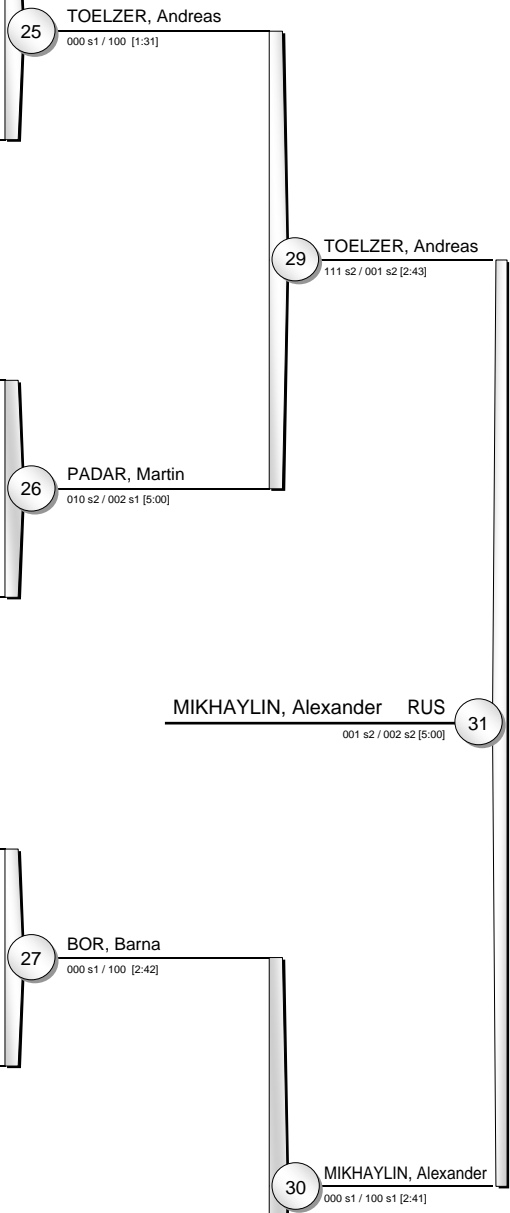 TOELZER, Andreas
25
000 s1 / 100 [1:31]
TOELZER, Andreas
29
111 s2 / 001 s2 [2:43]
PADAR, Martin
26
010 s2 / 002 s1 [5:00]
MIKHAYLIN, Alexander RUS
31
001 s2 / 002 s2 [5:00]
BOR, Barna
27
000 s1 / 100 [2:42]
MIKHAYLIN, Alexander
30
000 s1 / 100 s1 [2:41]